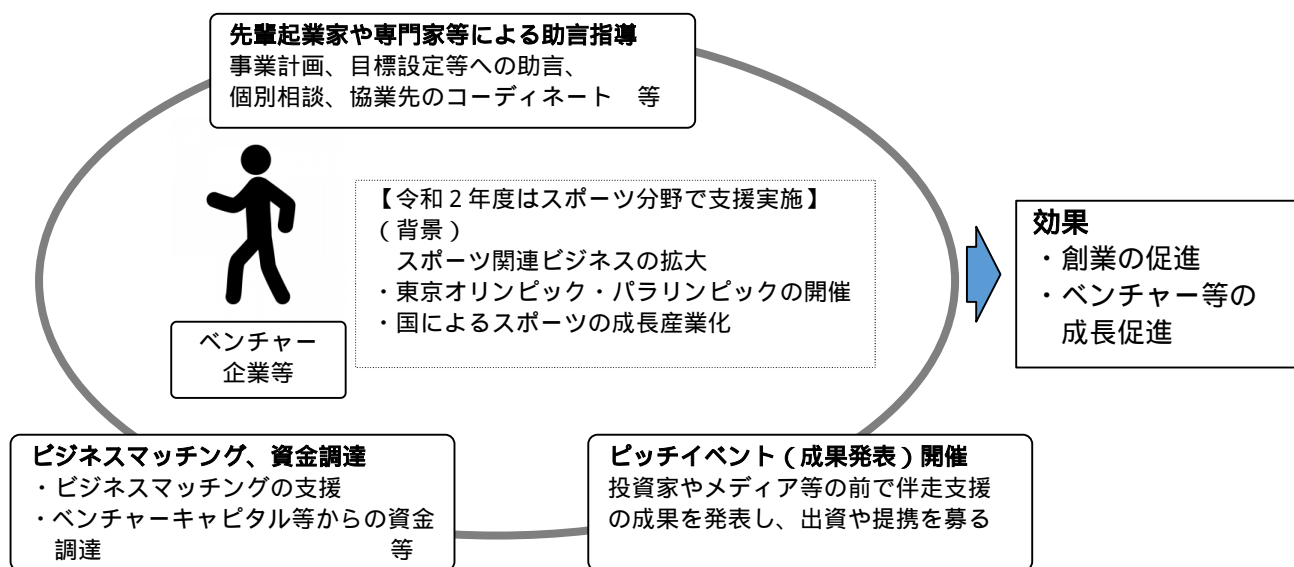 先輩起業家や専門家等による助言指導
事業計画、目標設定等への助言、
個別相談、協業先のコーディネート　等
【令和２年度はスポーツ分野で支援実施】
（背景）
スポーツ関連ビジネスの拡大
・東京オリンピック・パラリンピックの開催
・国によるスポーツの成長産業化
ベンチャー
企業等
効果
・創業の促進
・ベンチャー等の
成長促進
ビジネスマッチング、資金調達
・ビジネスマッチングの支援
・ベンチャーキャピタル等からの資金
調達　等
ピッチイベント（成果発表）開催
投資家やメディア等の前で伴走支援
の成果を発表し、出資や提携を募る